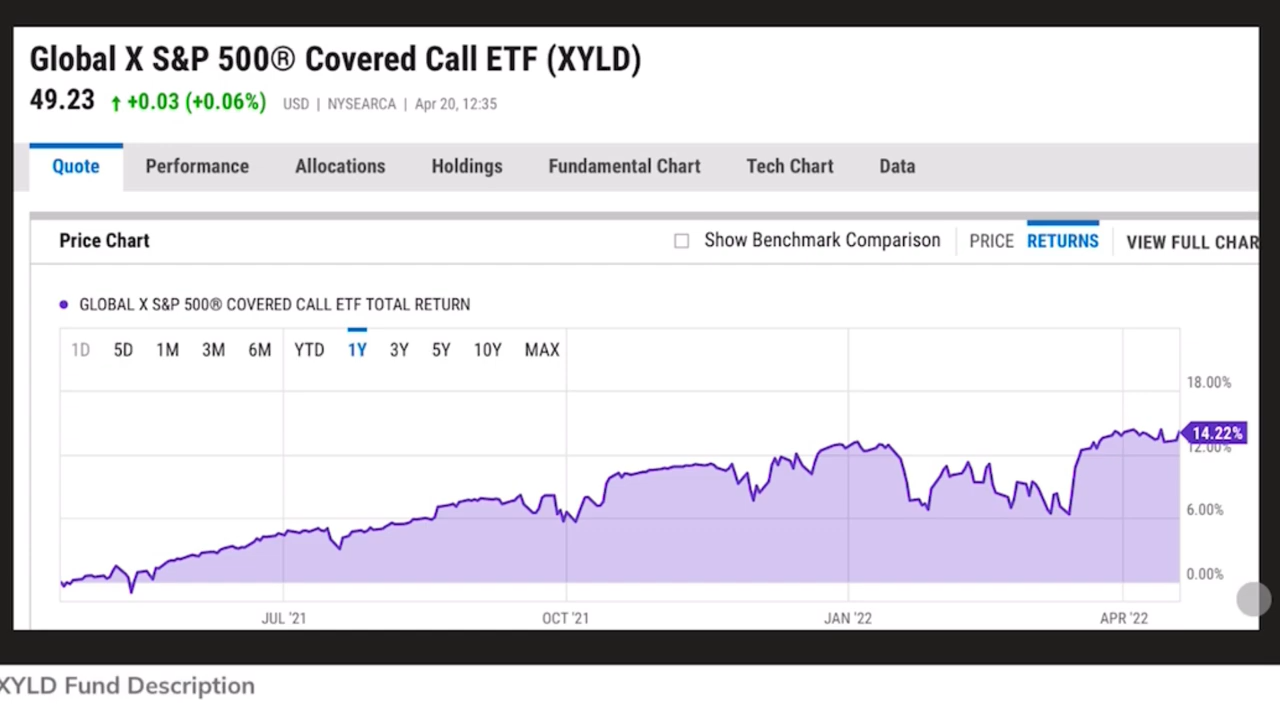 Global X S&P 500® Covered Call ETF (XYLD)
49.23 ↑ +0.03 (+0.06%) USD | NYSEARCA | Apr 20, 12:35
Quote Performance Allocations Holdings Fundamental Chart Tech Chart Data
Price Chart Show Benchmark Comparison PRICE RETURNS VIEW FULL CHAR
GLOBAL X S&P 500® COVERED CALL ETF TOTAL RETURN
1D 5D 1M 3M 6M YTD 1Y 3Y 5Y 10Y MAX
18.00%
14.22%
12.00%
6.00%
0.00%
JUL '21 OCT '21 JAN '22 APR '22
XYLD Fund Description